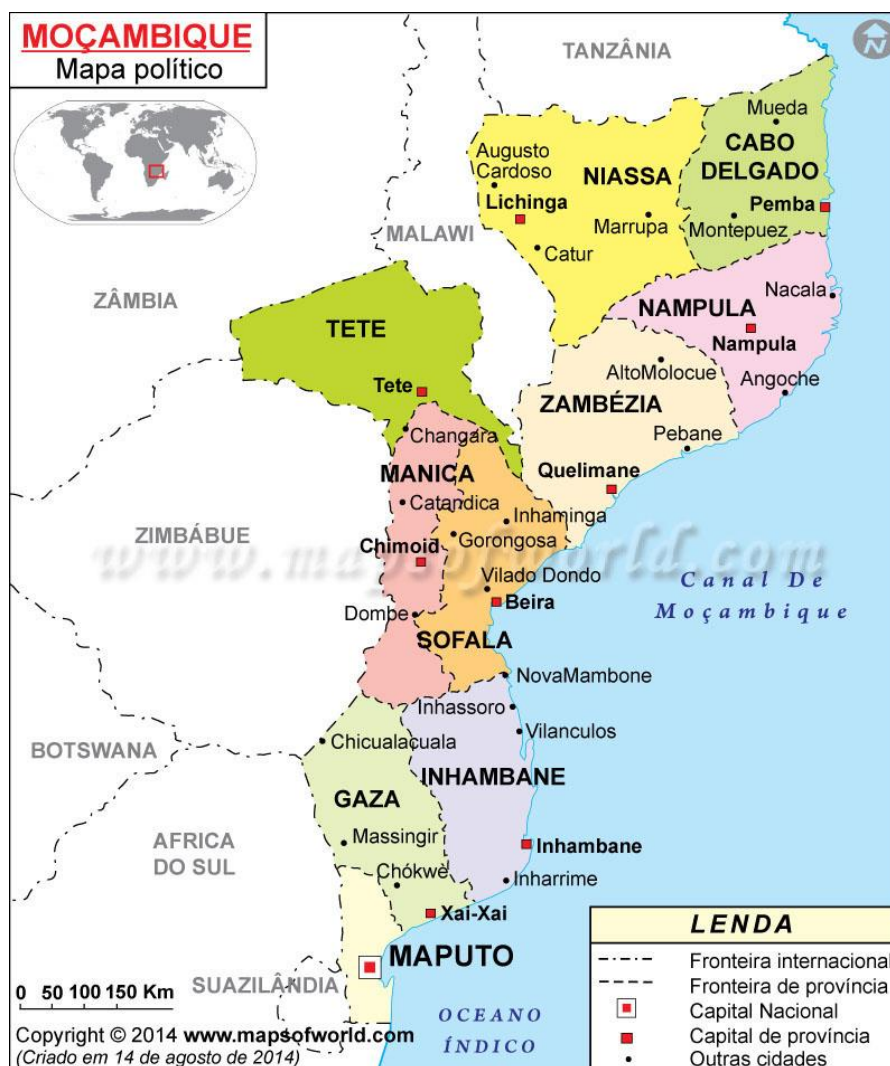 MOÇAMBIQUE
Mapa político
TANZÂNIA
Mueda
CABO
DELGADO
Augusto
Cardoso
NIASSA
Lichinga
Pemba
Marrupa
Montepuez
MALAWI
Catur
ZÂMBIA
Nacala
NAMPULA
TETE
Nampula
AltoMolocue
Tete
Angoche
ZAMBÉZIA
Changara
Pebane
MANICA
Quelimane
Catandica
Inhaminga
ZIMBÁBUE
Gorongosa
Chimoid
www.mapsofworld.com
Vilado Dondo
Canal De
Moçambique
Beira
Dombe
SOFALA
NovaMambone
Inhassoro
Vilanculos
BOTSWANA
Chicualacuala
INHAMBANE
GAZA
AFRICA
DO SUL
Massingir
Inhambane
Chókwè
Inharrime
Xai-Xai
LENDA
MAPUTO
Fronteira internacional
SUAZILÂNDIA
Fronteira de província
0 50 100 150 Km
Capital Nacional
OCEANO
ÍNDICO
Capital de província
Outras cidades
Copyright © 2014 www.mapsofworld.com
(Criado em 14 de agosto de 2014)